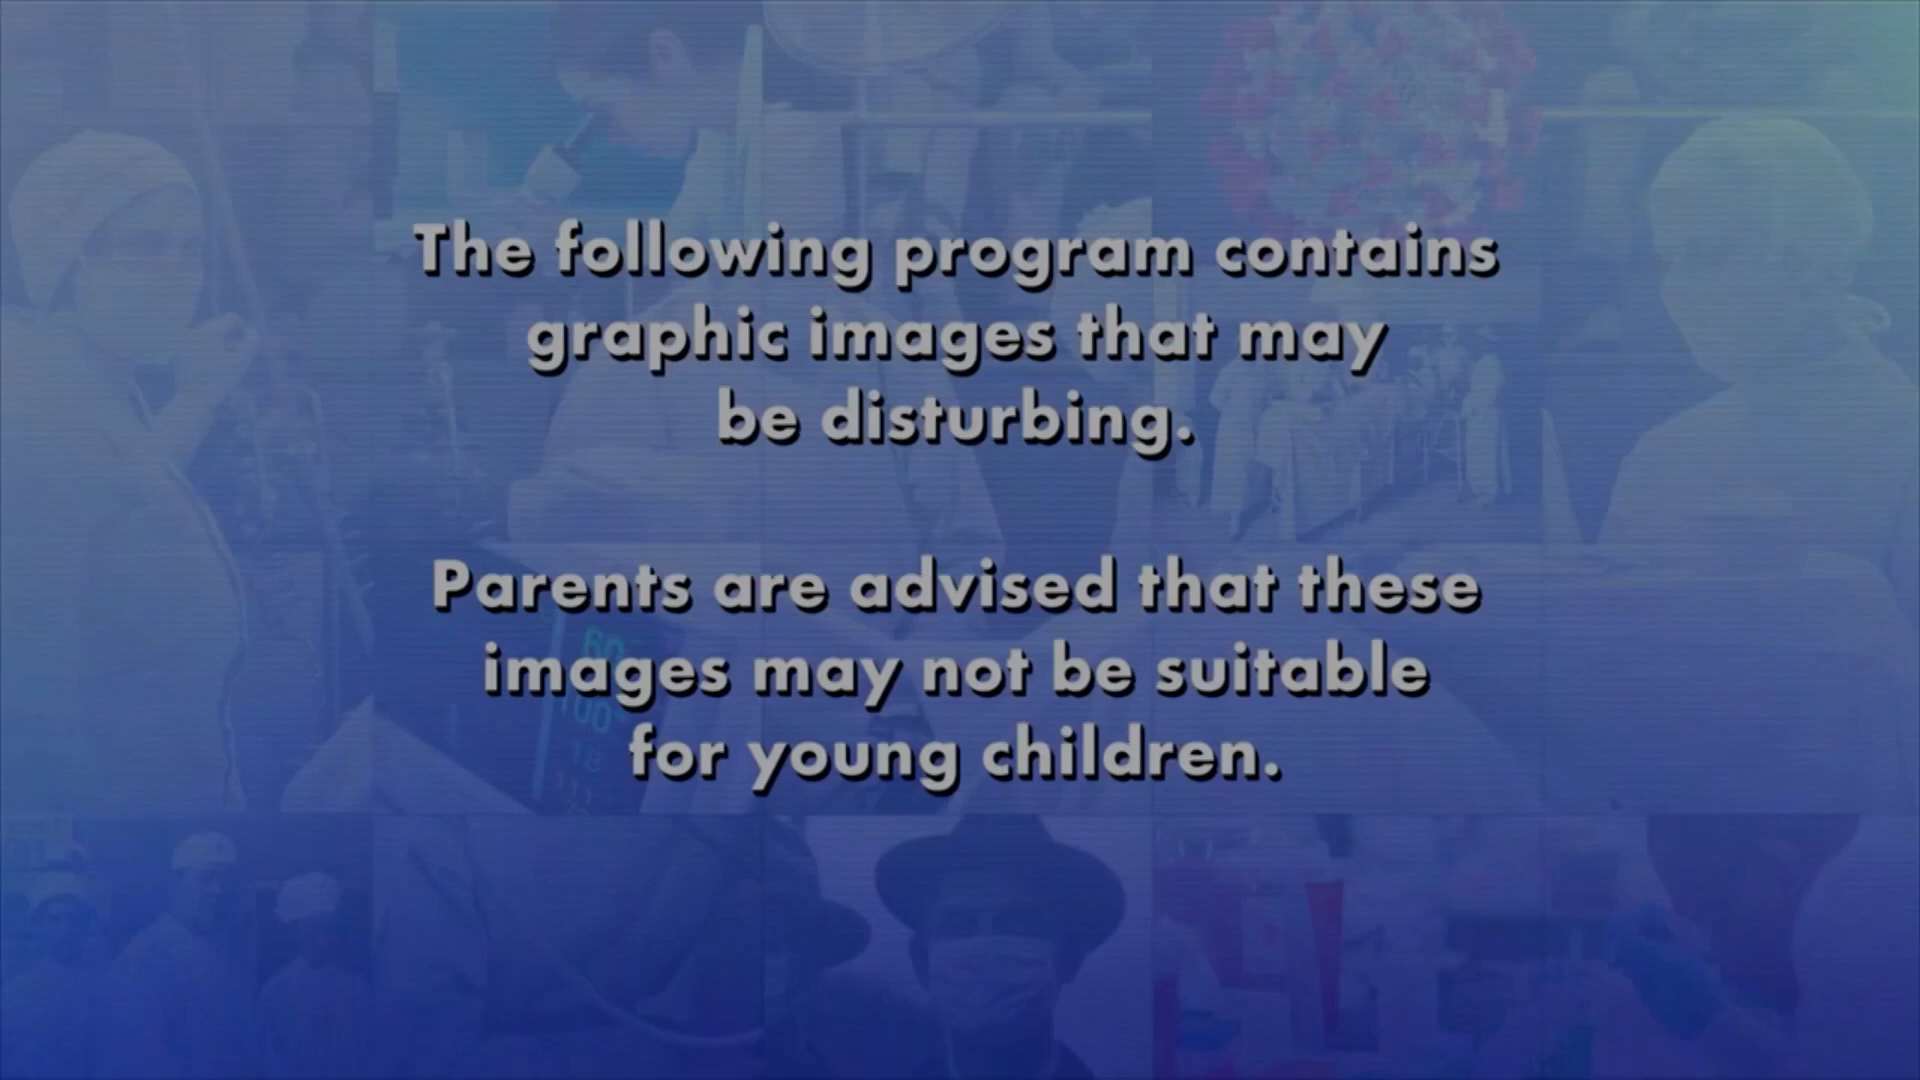 The following program contains
graphic images that may
be disturbing.
Parents are advised that these
images may not be suitable
for young children.